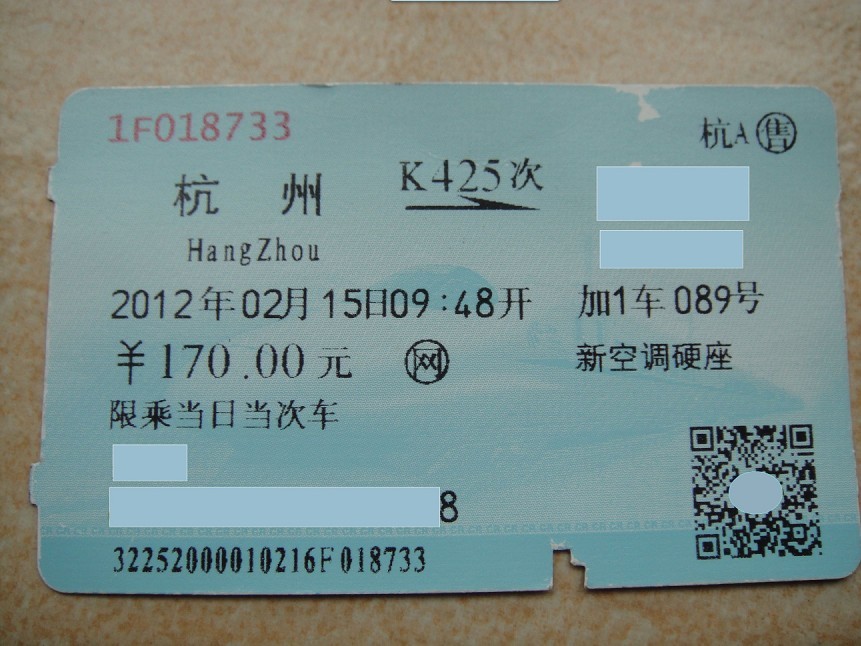 1F018733 杭A 售
杭州 K425次
HangZhou
2012年02月15日09:48开 加1车089号
￥170.00元 网 新空调硬座
限乘当日当次车
8
32252000010216F018733